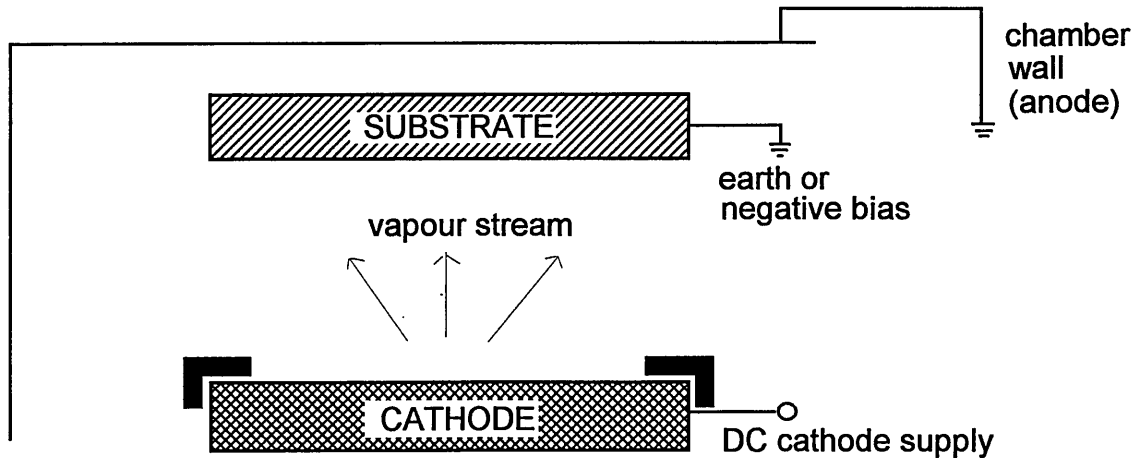 chamber
wall
(anode)
SUBSTRATE
earth or
negative bias
vapour stream
CATHODE
DC cathode supply